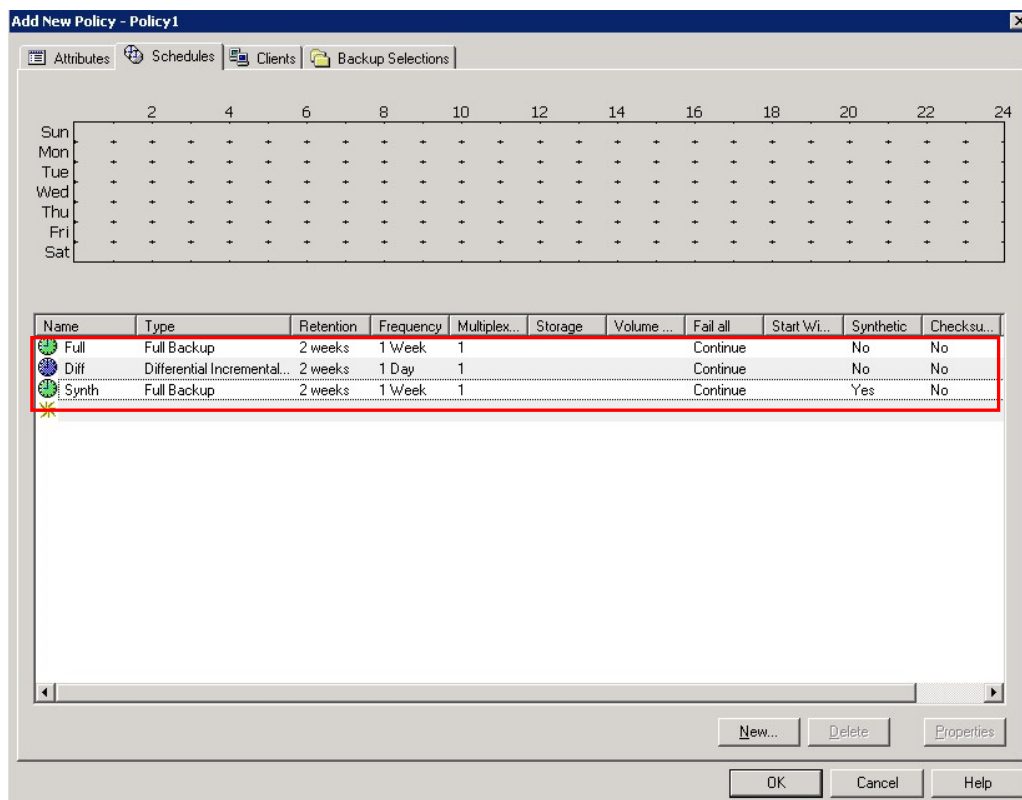 Add New Policy - Policy1
Attributes Schedules Clients Backup Selections
2 4 6 8 10 12 14 16 18 20 22 24
Sun
Mon
Tue
Wed
Thu
Fri
Sat
Name Type Retention Frequency Multiplex... Storage Volume ... Fail all Start Wi... Synthetic Checksu...
Full Full Backup 2 weeks 1 Week 1 Continue No No
Diff Differential Incremental... 2 weeks 1 Day 1 Continue No No
Synth Full Backup 2 weeks 1 Week 1 Continue Yes No
New... Delete Properties
OK Cancel Help